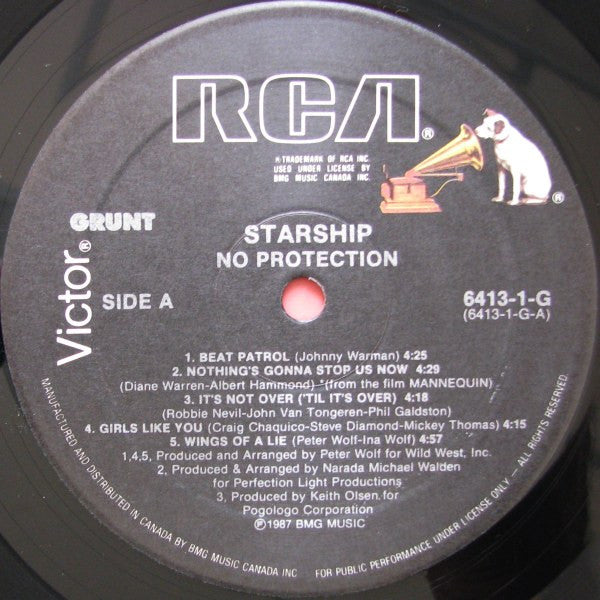 RCA®
® TRADEMARK OF RCA INC.
USED UNDER LICENSE BY
BMG MUSIC CANADA INC.
®
Victor®
GRUNT
STARSHIP
NO PROTECTION
SIDE A
6413-1-G
(6413-1-G-A)
1. BEAT PATROL (Johnny Warman) 4:25
2. NOTHING'S GONNA STOP US NOW 4:29
(Diane Warren-Albert Hammond) (from the film MANNEQUIN)
3. IT'S NOT OVER ('TIL IT'S OVER) 4:18
(Robbie Nevil-John Van Tongeren-Phil Galdston)
4. GIRLS LIKE YOU (Craig Chaquico-Steve Diamond-Mickey Thomas) 4:15
5. WINGS OF A LIE (Peter Wolf-Ina Wolf) 4:57
1,4,5, Produced and Arranged by Peter Wolf for Wild West, Inc.
2, Produced & Arranged by Narada Michael Walden
for Perfection Light Productions
3, Produced by Keith Olsen for
Pogologo Corporation
℗©1987 BMG MUSIC
MANUFACTURED AND DISTRIBUTED IN CANADA BY BMG MUSIC CANADA INC
FOR PUBLIC PERFORMANCE UNDER LICENSE ONLY — ALL RIGHTS RESERVED.